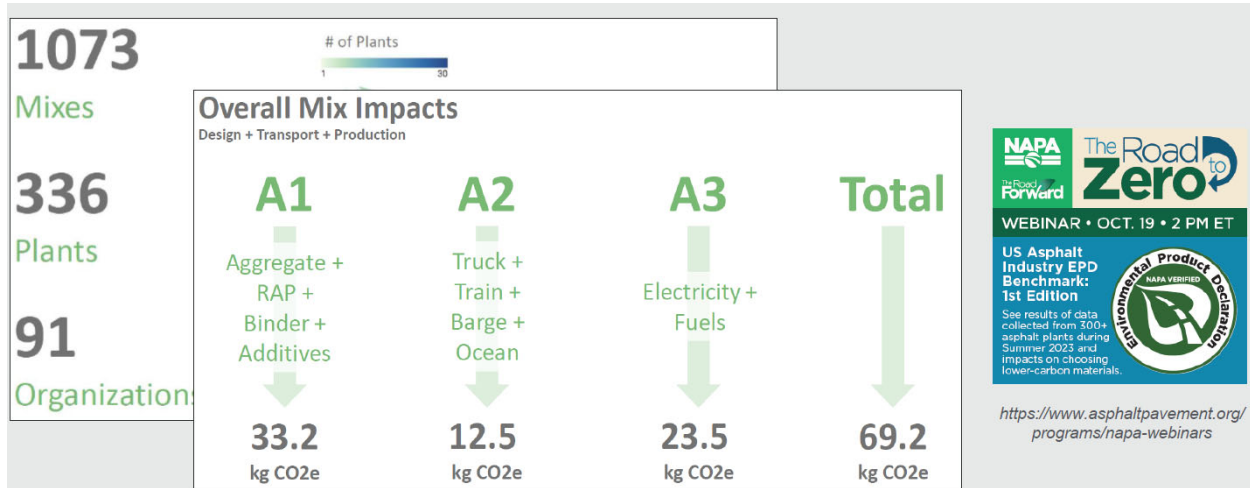 1073
Mixes
336
Plants
91
Organizations
# of Plants
1
30
Overall Mix Impacts
Design + Transport + Production
A1
Aggregate +
RAP +
Binder +
Additives
33.2
kg CO2e
A2
Truck +
Train +
Barge +
Ocean
12.5
kg CO2e
A3
Electricity +
Fuels
23.5
kg CO2e
Total
69.2
kg CO2e
NAPA
The Road
Forward
The Road
to
Zero
WEBINAR • OCT. 19 • 2 PM ET
US Asphalt
Industry EPD
Benchmark:
1st Edition
See results of data
collected from 300+
asphalt plants during
Summer 2023 and
impacts on choosing
lower-carbon materials.
Environmental Product Declaration
NAPA VERIFIED
https://www.asphaltpavement.org/
programs/napa-webinars